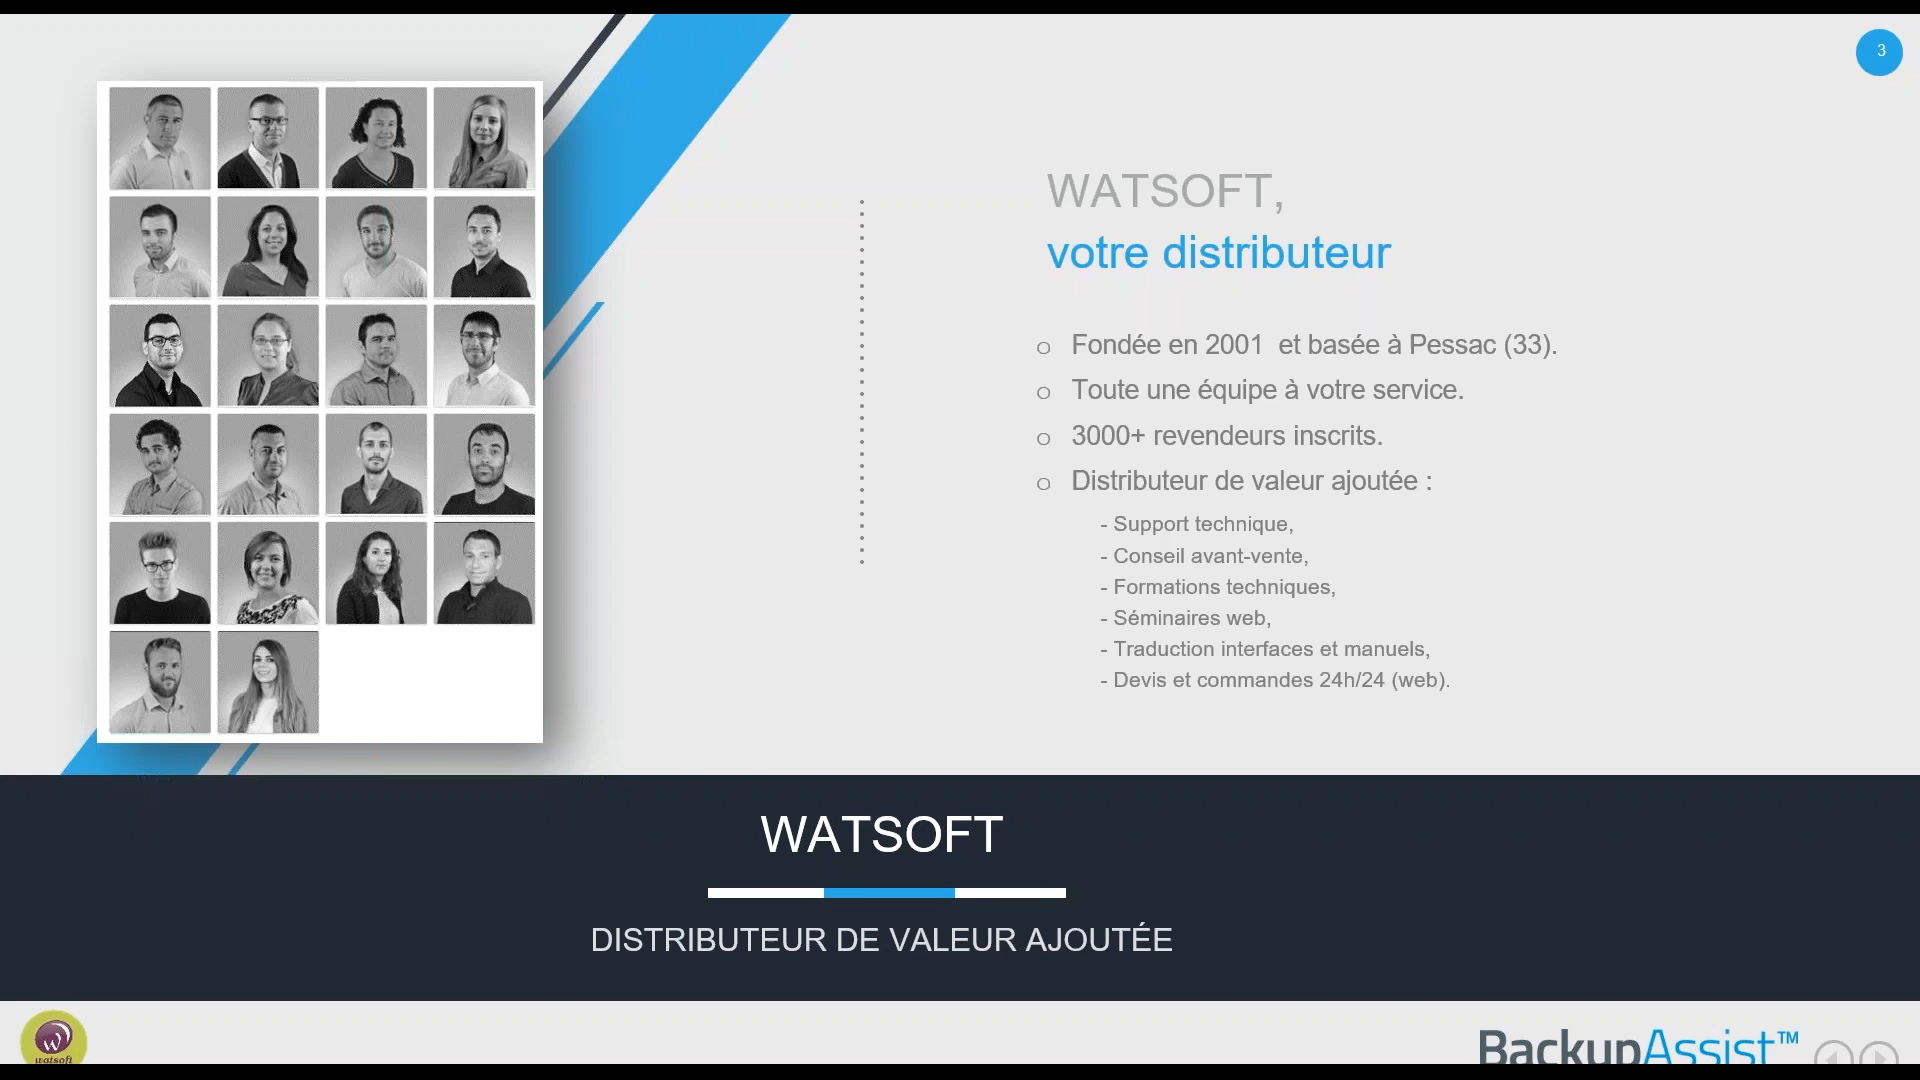 3
WATSOFT,
votre distributeur
o Fondée en 2001 et basée à Pessac (33).
o Toute une équipe à votre service.
o 3000+ revendeurs inscrits.
o Distributeur de valeur ajoutée :
- Support technique,
- Conseil avant-vente,
- Formations techniques,
- Séminaires web,
- Traduction interfaces et manuels,
- Devis et commandes 24h/24 (web).
WATSOFT
DISTRIBUTEUR DE VALEUR AJOUTÉE
watsoft
BackupAssist™